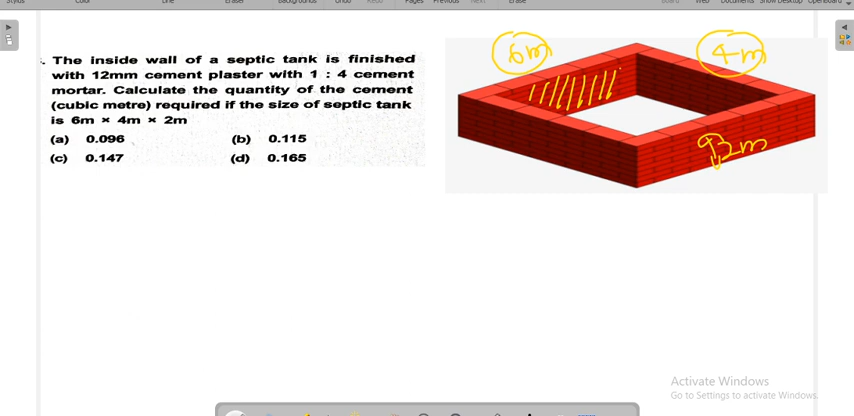 Stylus Color Line Eraser Backgrounds Undo Redo Pages Previous Next Erase Board Web Documents Show Desktop OpenBoard
. The inside wall of a septic tank is finished
with 12mm cement plaster with 1 : 4 cement
mortar. Calculate the quantity of the cement
(cubic metre) required if the size of septic tank
is 6m × 4m × 2m
(a) 0.096 (b) 0.115
(c) 0.147 (d) 0.165
6m
4m
2m
Activate Windows
Go to Settings to activate Windows.